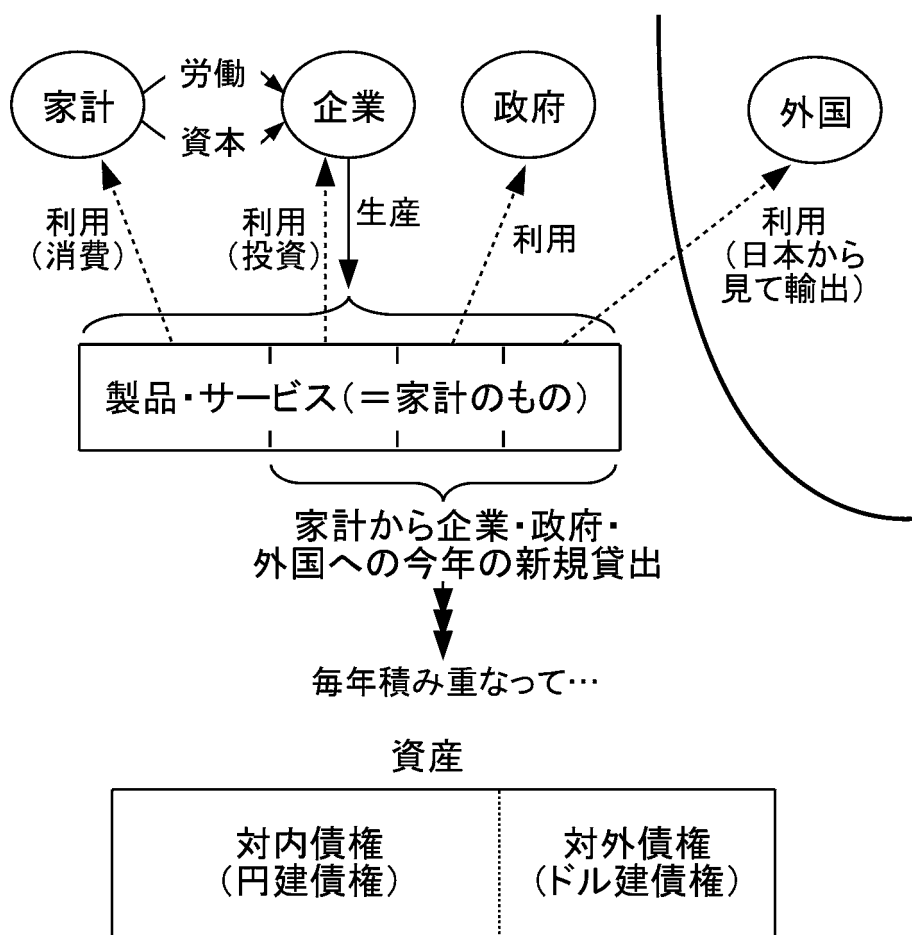 家計
労働
資本
企業
政府
外国
利用
(消費)
利用
(投資)
生産
利用
利用
(日本から
見て輸出)
製品・サービス(=家計のもの)
家計から企業・政府・
外国への今年の新規貸出
毎年積み重なって…
資産
対内債権
(円建債権)
対外債権
(ドル建債権)